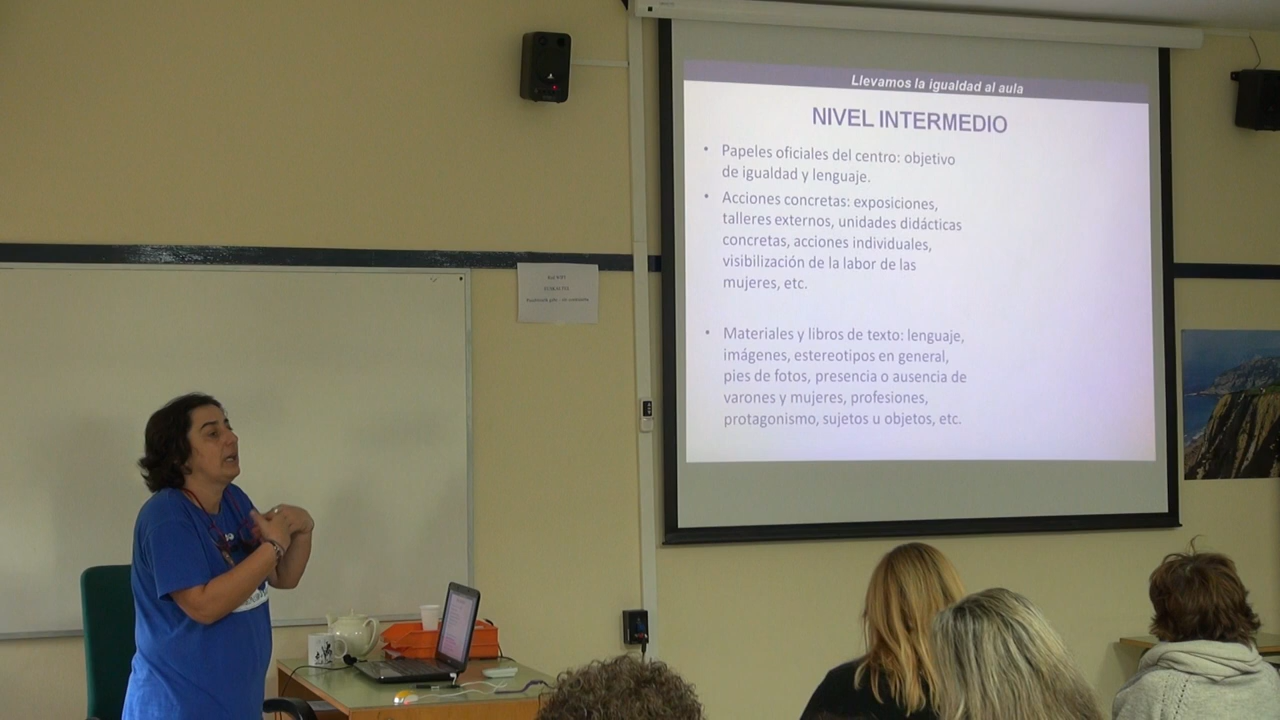 Llevamos la igualdad al aula
NIVEL INTERMEDIO
• Papeles oficiales del centro: objetivo
de igualdad y lenguaje.
• Acciones concretas: exposiciones,
talleres externos, unidades didácticas
concretas, acciones individuales,
visibilización de la labor de las
mujeres, etc.
• Materiales y libros de texto: lenguaje,
imágenes, estereotipos en general,
pies de fotos, presencia o ausencia de
varones y mujeres, profesiones,
protagonismo, sujetos u objetos, etc.